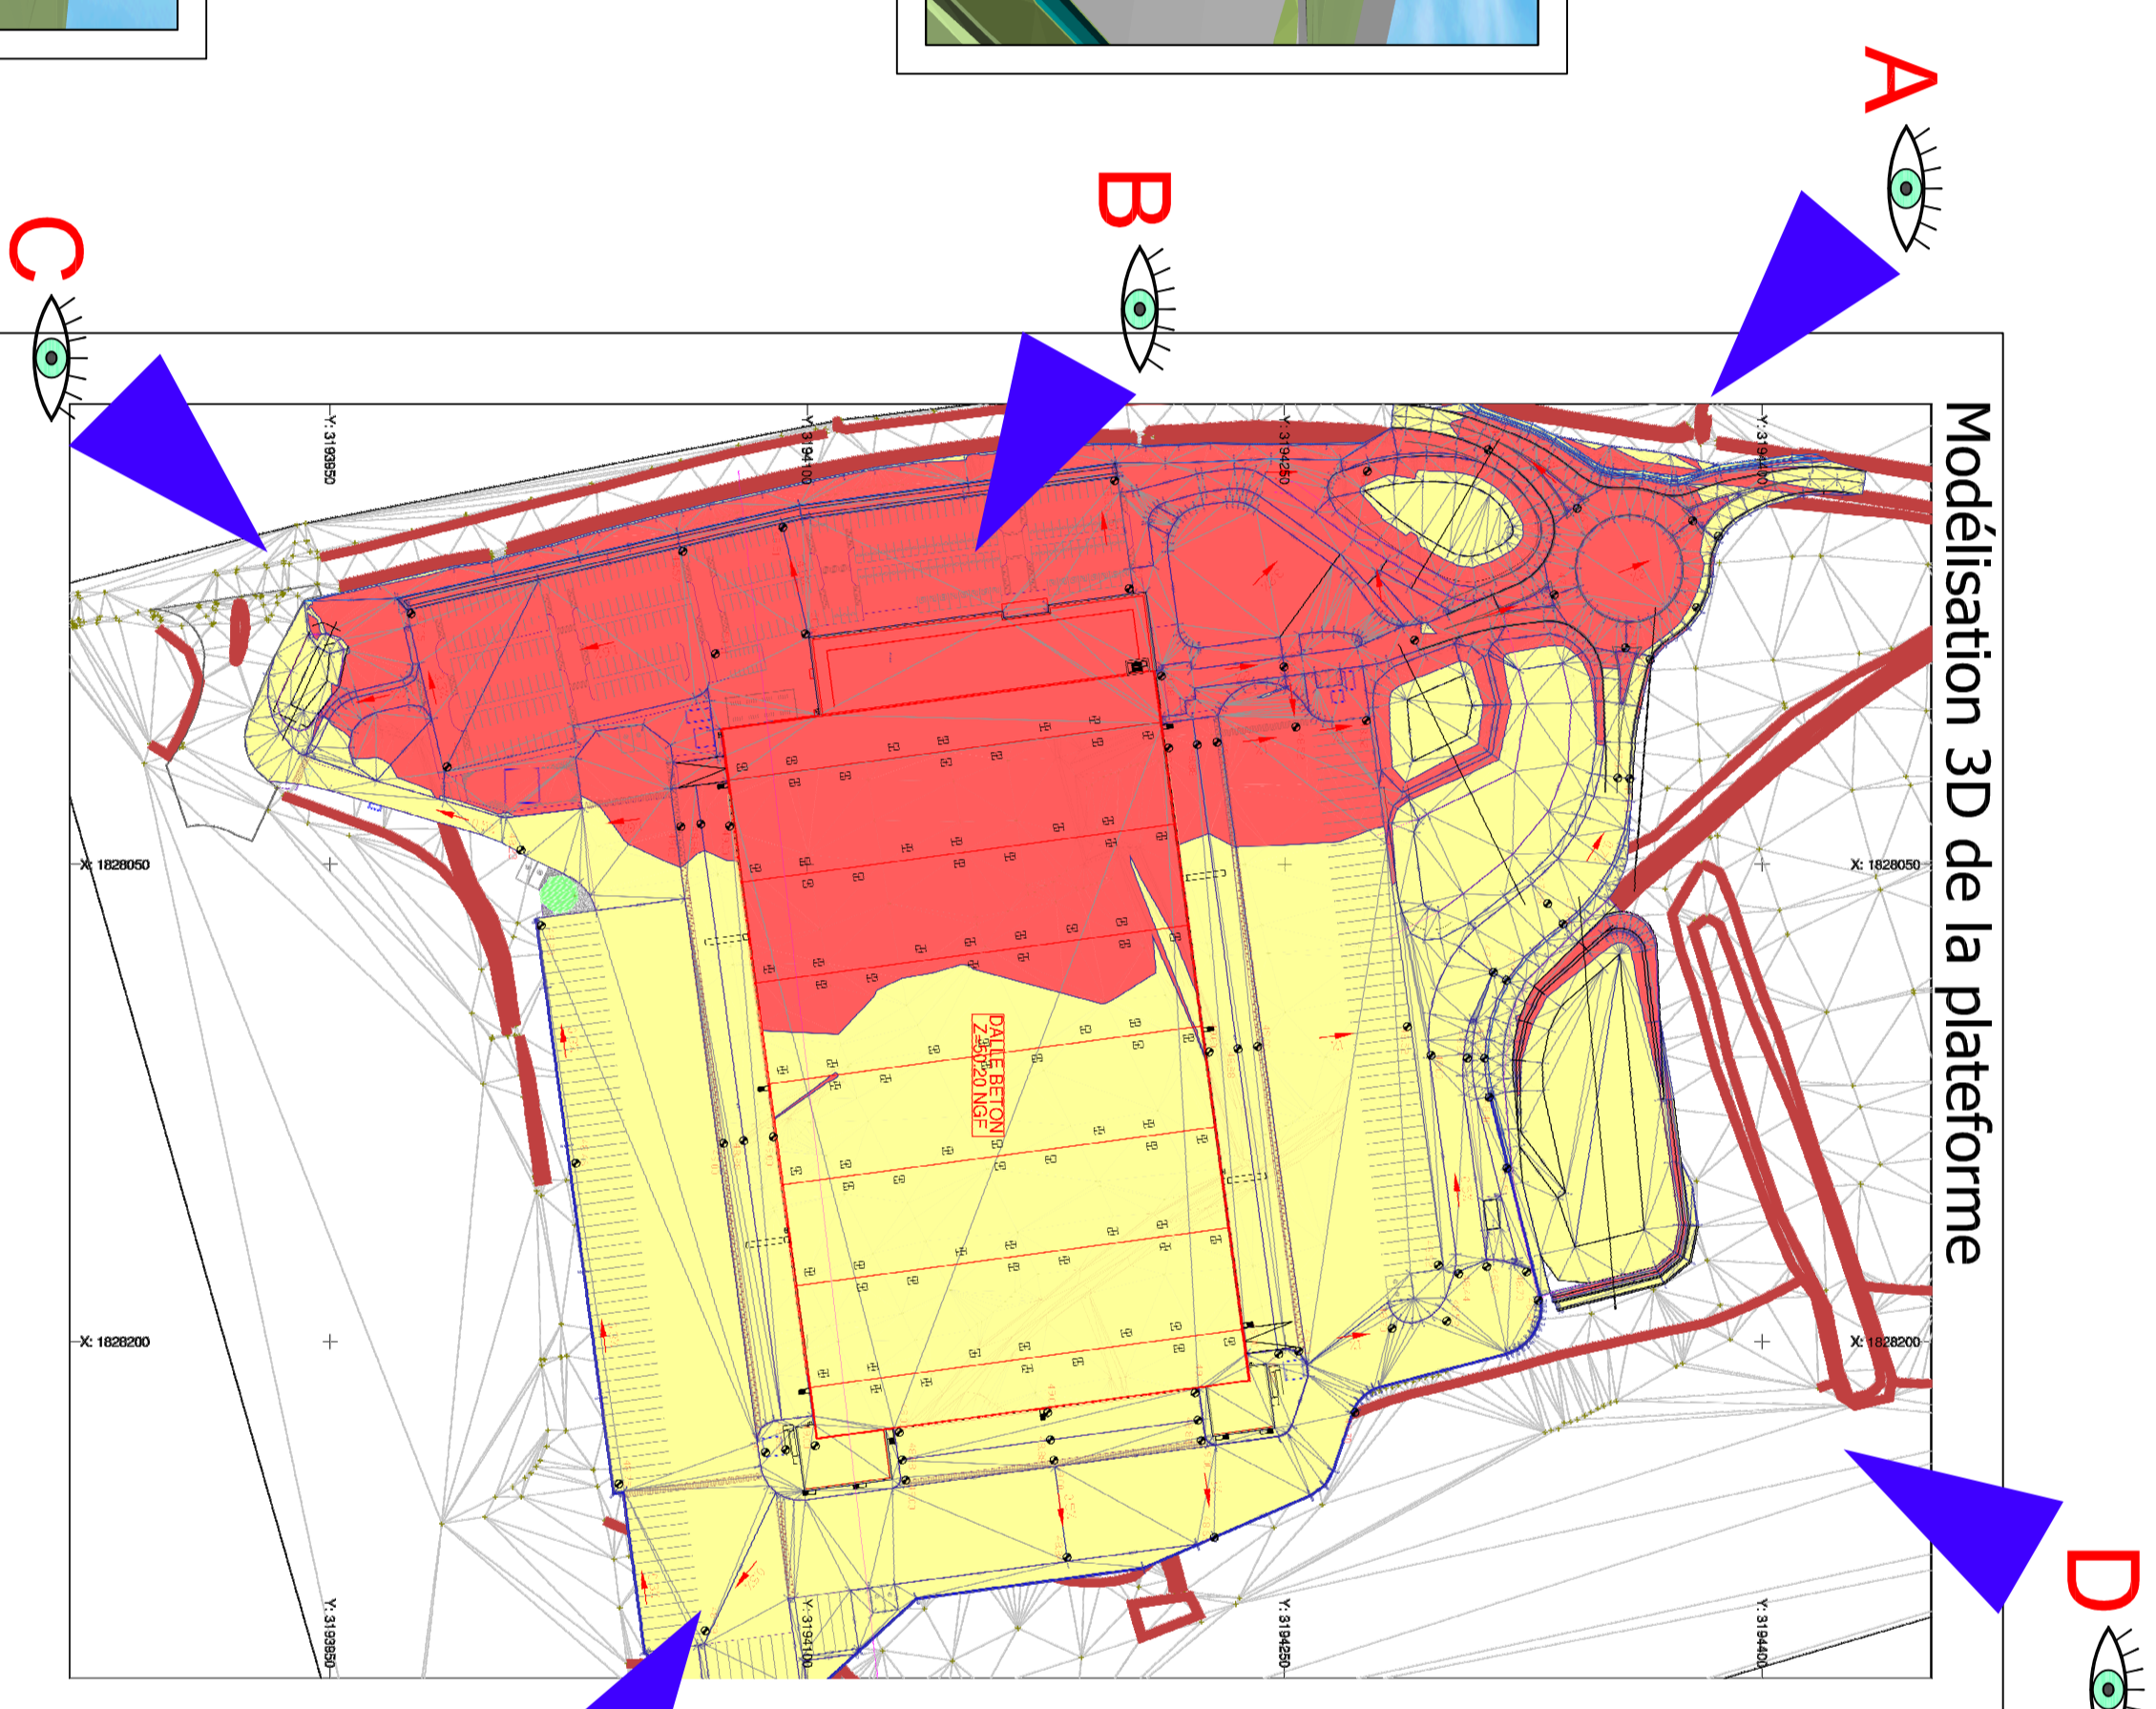 Modélisation 3D de la plateforme
A
B
C
D
Y: 3193950
Y: 3194100
Y: 3194250
Y: 3194400
X: 1828050
X: 1828050
DALLE BETON
Z=50.20 NGF
X: 1828200
X: 1828200
Y: 3193950
Y: 3194100
Y: 3194250
Y: 3194400